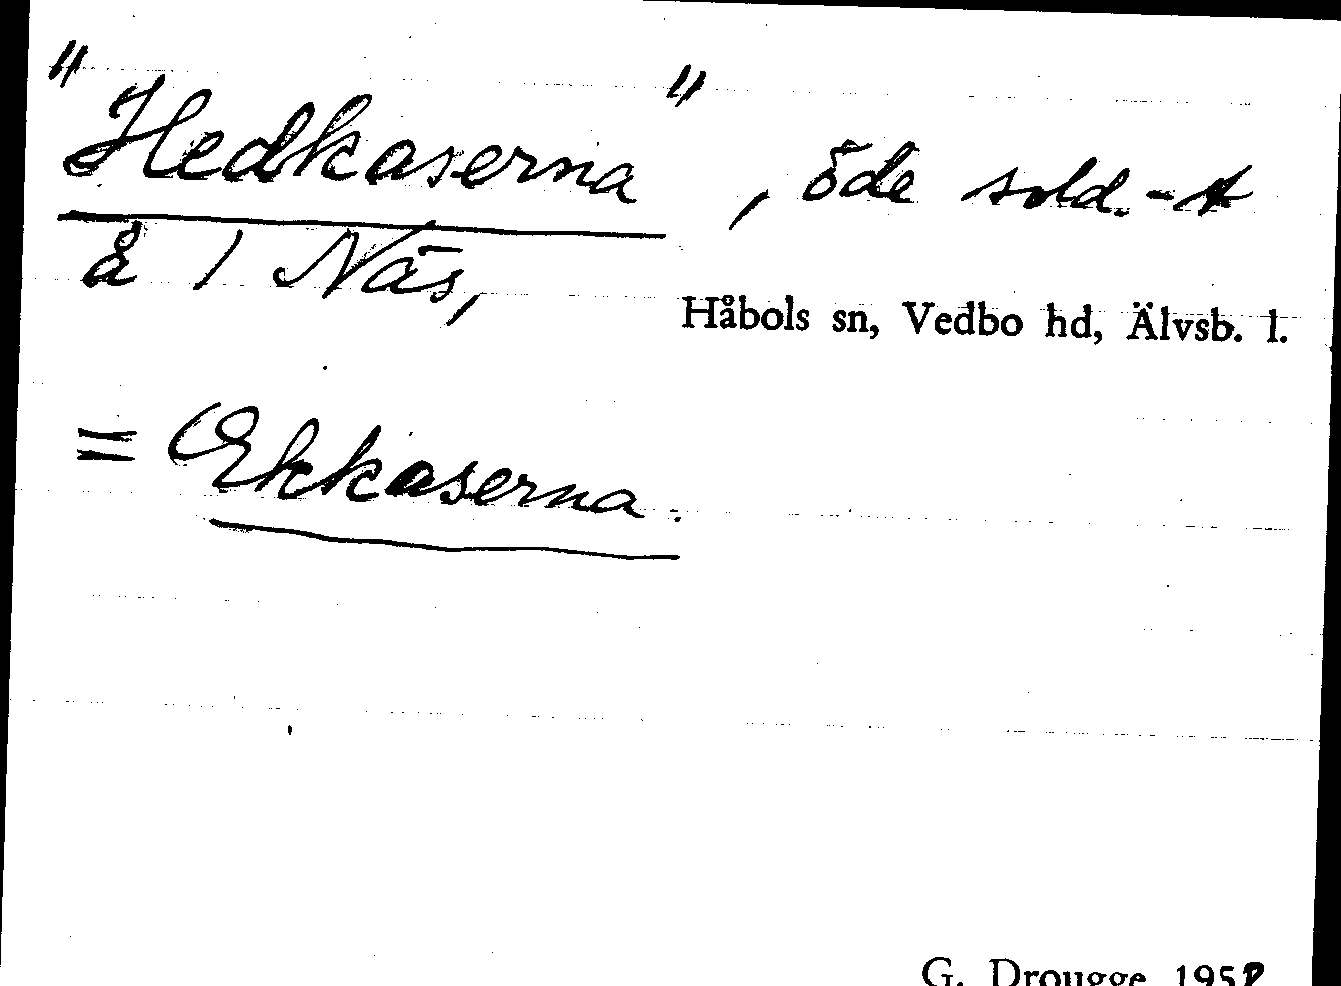 "Hedkaserna", öde sold.-t
å 1 Näs,
Håbols sn, Vedbo hd, Älvsb. l.
= Ekkaserna.
G. Drougge 195